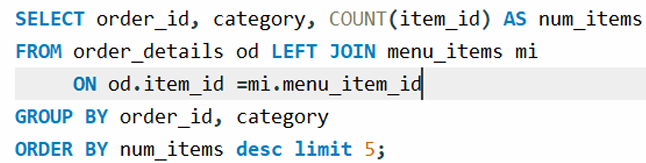 SELECT order_id, category, COUNT(item_id) AS num_items
FROM order_details od LEFT JOIN menu_items mi
ON od.item_id =mi.menu_item_id
GROUP BY order_id, category
ORDER BY num_items desc limit 5;